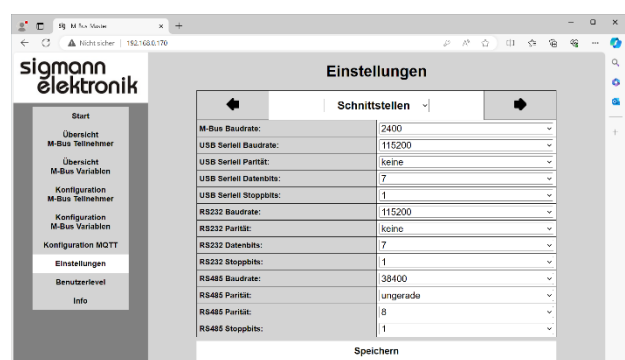 M-Bus Master
Nicht sicher | 192.168.0.170
sigmann
elektronik
Start
Übersicht
M-Bus Teilnehmer
Übersicht
M-Bus Variablen
Konfiguration
M-Bus Teilnehmer
Konfiguration
M-Bus Variablen
Konfiguration MQTT
Einstellungen
Benutzerlevel
Info
Einstellungen
Schnittstellen
M-Bus Baudrate: 2400
USB Seriell Baudrate: 115200
USB Seriell Parität: keine
USB Seriell Datenbits: 7
USB Seriell Stoppbits: 1
RS232 Baudrate: 115200
RS232 Parität: keine
RS232 Datenbits: 7
RS232 Stoppbits: 1
RS485 Baudrate: 38400
RS485 Parität: ungerade
RS485 Parität: 8
RS485 Stoppbits: 1
Speichern